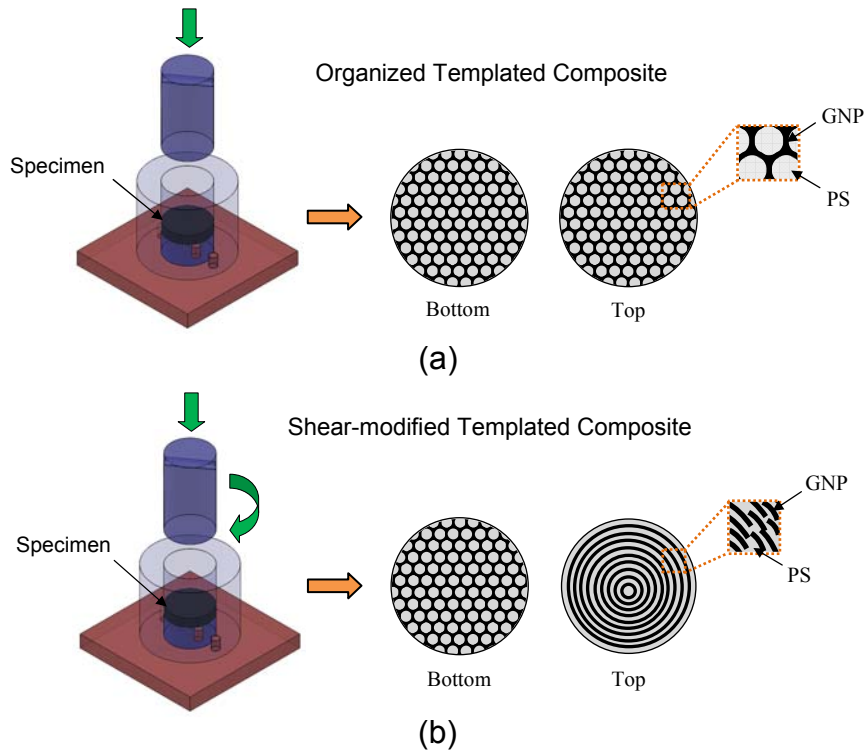 Organized Templated Composite
GNP
Specimen
PS
Bottom
Top
(a)
Shear-modified Templated Composite
GNP
Specimen
PS
Bottom
Top
(b)